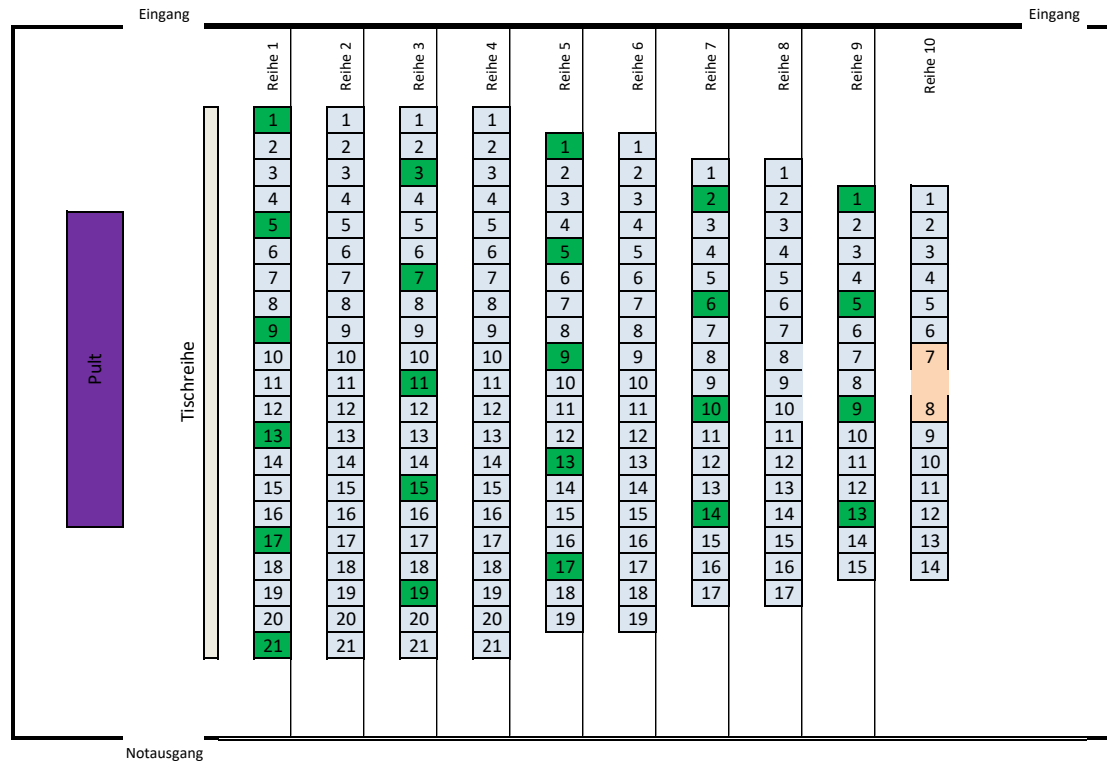 Eingang Eingang
Reihe 1 Reihe 2 Reihe 3 Reihe 4 Reihe 5 Reihe 6 Reihe 7 Reihe 8 Reihe 9 Reihe 10
1 1 1 1
2 2 2 2 1 1
3 3 3 3 2 2 1 1
4 4 4 4 3 3 2 2 1 1
5 5 5 5 4 4 3 3 2 2
6 6 6 6 5 5 4 4 3 3
7 7 7 7 6 6 5 5 4 4
8 8 8 8 7 7 6 6 5 5
9 9 9 9 8 8 7 7 6 6
10 10 10 10 9 9 8 8 7 7
11 11 11 11 10 10 9 9 8
12 12 12 12 11 11 10 10 9 8
13 13 13 13 12 12 11 11 10 9
14 14 14 14 13 13 12 12 11 10
15 15 15 15 14 14 13 13 12 11
16 16 16 16 15 15 14 14 13 12
17 17 17 17 16 16 15 15 14 13
18 18 18 18 17 17 16 16 15 14
19 19 19 19 18 18 17 17
20 20 20 20 19 19
21 21 21 21
Pult
Tischreihe
Notausgang